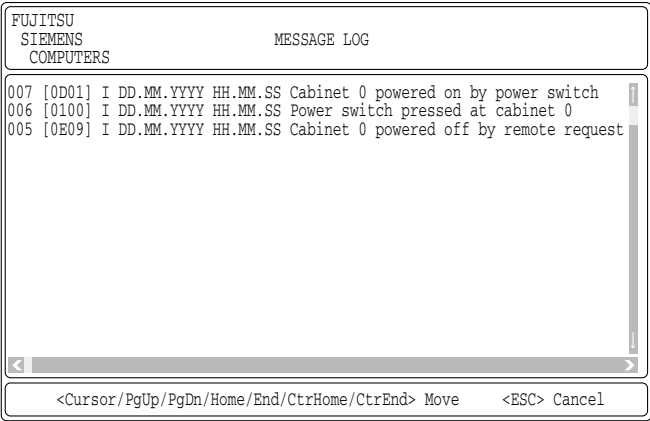 FUJITSU
SIEMENS MESSAGE LOG
COMPUTERS
007 [0D01] I DD.MM.YYYY HH.MM.SS Cabinet 0 powered on by power switch
006 [0100] I DD.MM.YYYY HH.MM.SS Power switch pressed at cabinet 0
005 [0E09] I DD.MM.YYYY HH.MM.SS Cabinet 0 powered off by remote request
<Cursor/PgUp/PgDn/Home/End/CtrHome/CtrEnd> Move <ESC> Cancel